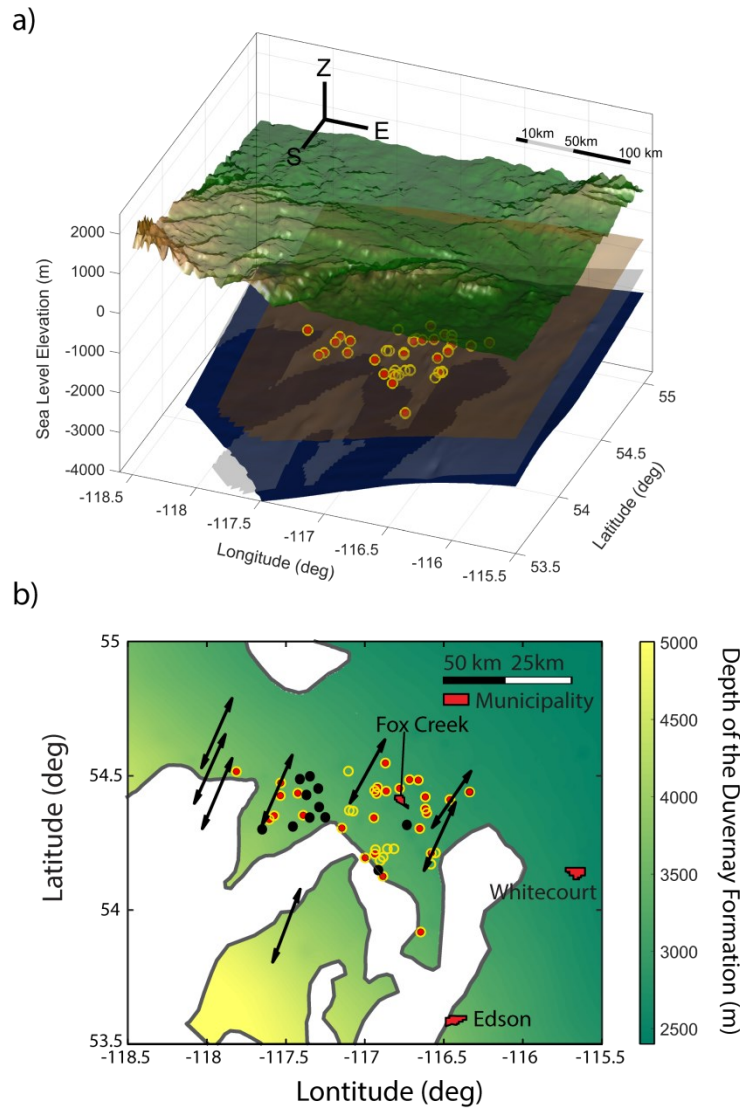 a)
Z
E
S
10km
50km
100 km
2000
1000
0
-1000
-2000
-3000
-4000
Sea Level Elevation (m)
-118.5
-118
-117.5
-117
-116.5
-116
-115.5
Longitude (deg)
53.5
54
54.5
55
Latitude (deg)
b)
55
54.5
54
53.5
Latitude (deg)
50 km 25km
Municipality
Fox Creek
Whitecourt
Edson
-118.5 -118 -117.5 -117 -116.5 -116 -115.5
Lontitude (deg)
5000
4500
4000
3500
3000
2500
Depth of the Duvernay Formation (m)